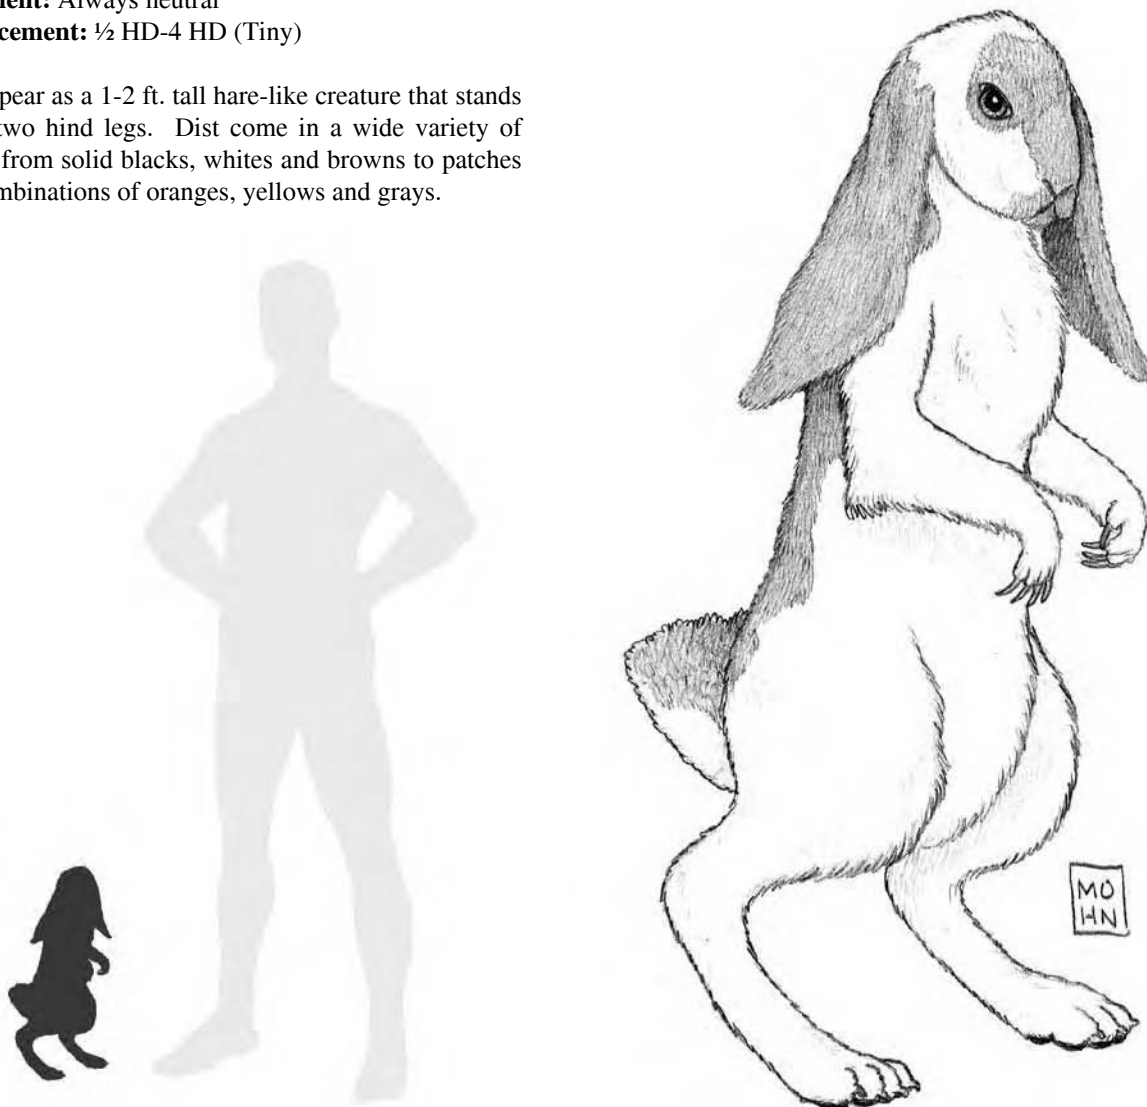 nent: Always neutral
cement: ½ HD-4 HD (Tiny)
pear as a 1-2 ft. tall hare-like creature that stands
two hind legs. Dist come in a wide variety of
from solid blacks, whites and browns to patches
mbinations of oranges, yellows and grays.
MO
HN